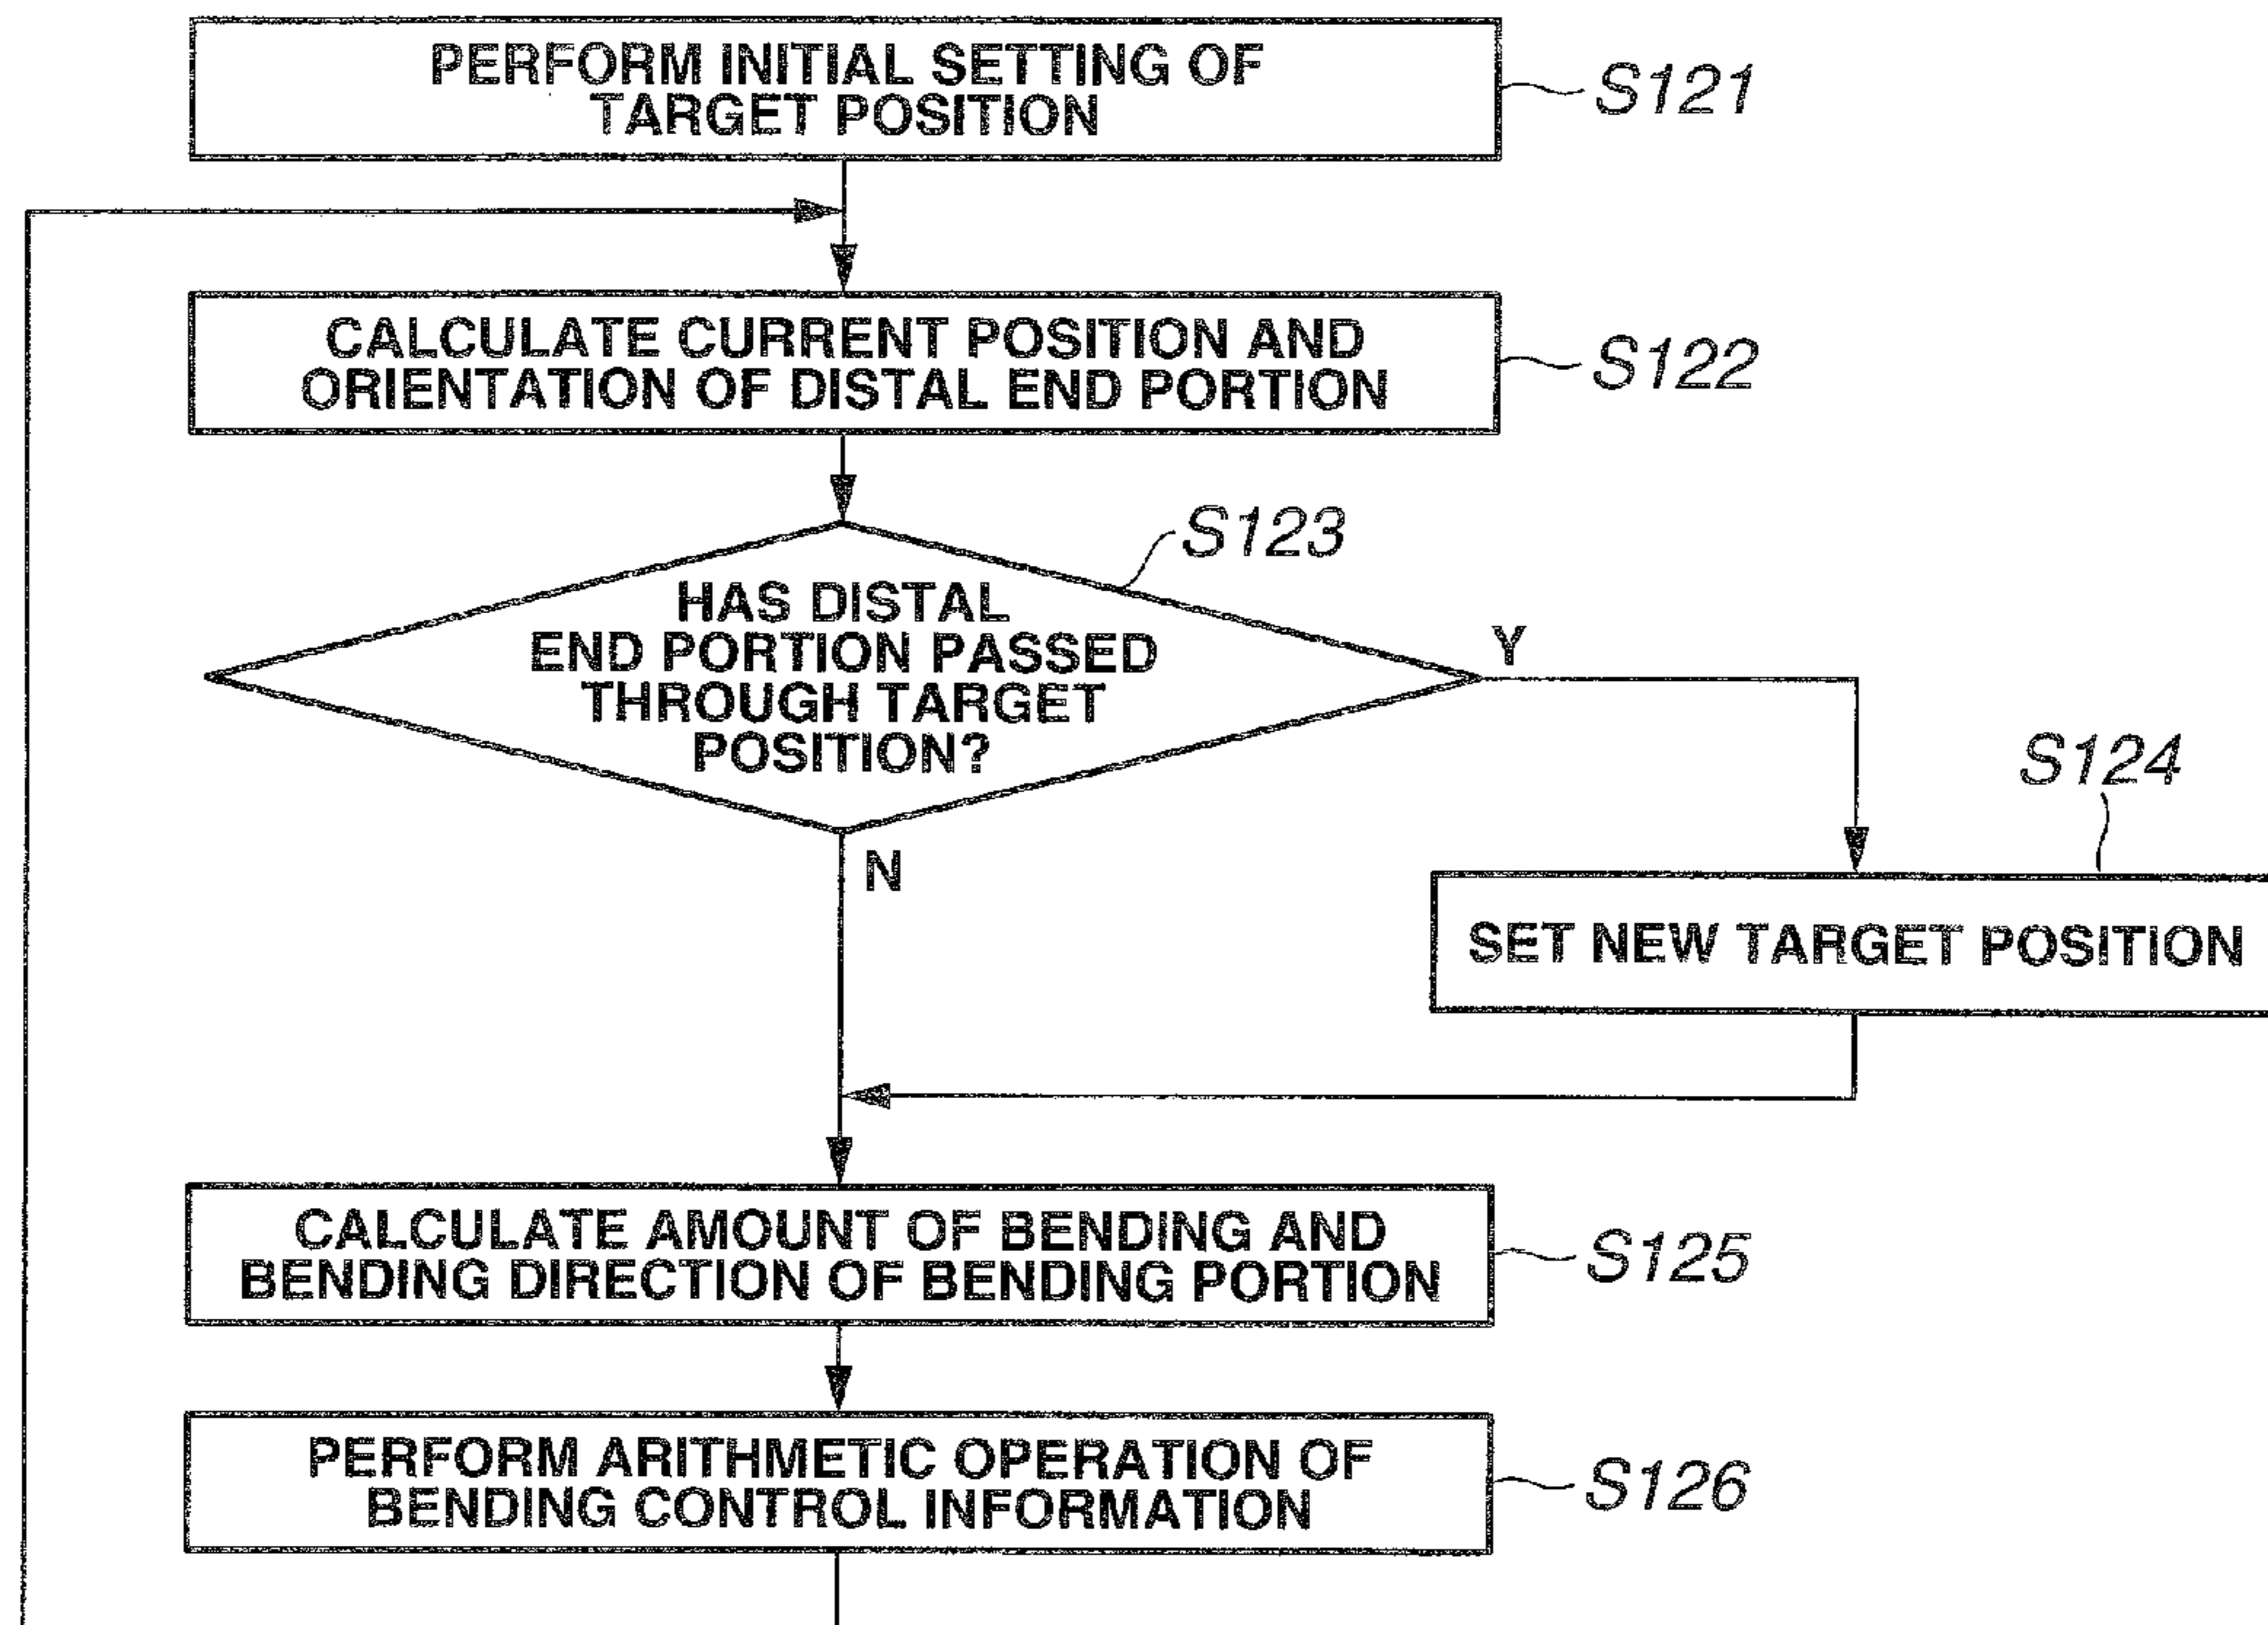 PERFORM INITIAL SETTING OF
TARGET POSITION
S121
CALCULATE CURRENT POSITION AND
ORIENTATION OF DISTAL END PORTION
S122
S123
HAS DISTAL
END PORTION PASSED
THROUGH TARGET
POSITION?
Y
N
S124
SET NEW TARGET POSITION
CALCULATE AMOUNT OF BENDING AND
BENDING DIRECTION OF BENDING PORTION
S125
PERFORM ARITHMETIC OPERATION OF
BENDING CONTROL INFORMATION
S126